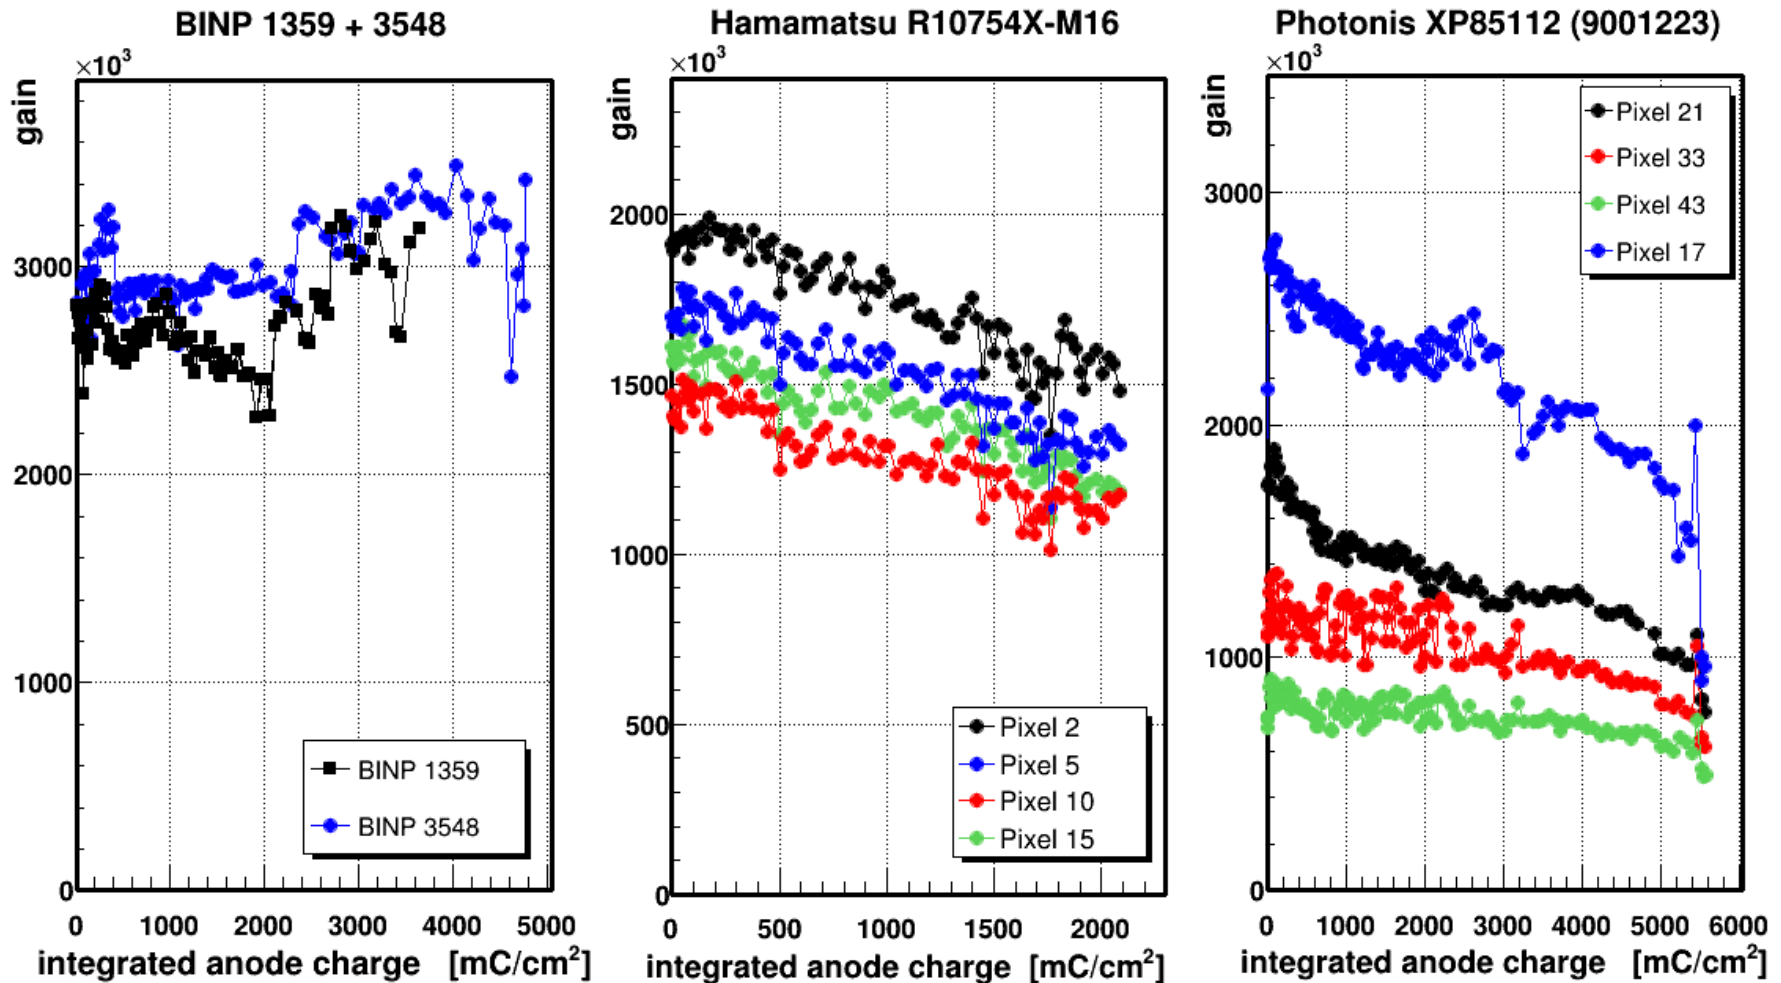 BINP 1359 + 3548
×10³
gain
3000
2000
1000
0
BINP 1359
BINP 3548
0 1000 2000 3000 4000 5000
integrated anode charge [mC/cm²]
Hamamatsu R10754X-M16
×10³
gain
2000
1500
1000
500
0
Pixel 2
Pixel 5
Pixel 10
Pixel 15
0 500 1000 1500 2000
integrated anode charge [mC/cm²]
Photonis XP85112 (9001223)
×10³
gain
Pixel 21
Pixel 33
Pixel 43
Pixel 17
3000
2000
1000
0
0 1000 2000 3000 4000 5000 6000
integrated anode charge [mC/cm²]